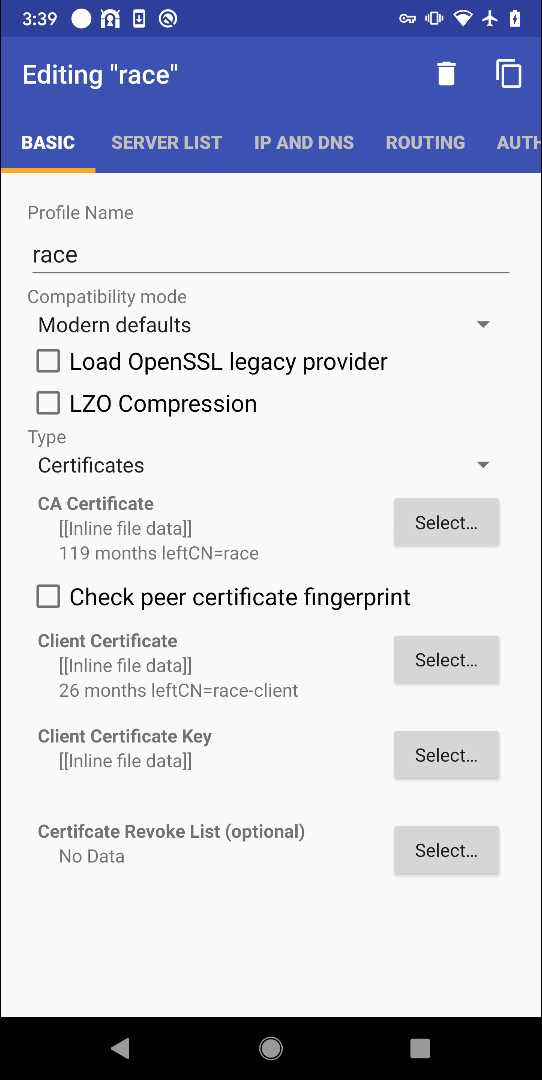 3:39
Editing "race"
BASIC SERVER LIST IP AND DNS ROUTING AUTH
Profile Name
race
Compatibility mode
Modern defaults
Load OpenSSL legacy provider
LZO Compression
Type
Certificates
CA Certificate
[[Inline file data]]
119 months leftCN=race
Select…
Check peer certificate fingerprint
Client Certificate
[[Inline file data]]
26 months leftCN=race-client
Select…
Client Certificate Key
[[Inline file data]]
Select…
Certifcate Revoke List (optional)
No Data
Select…